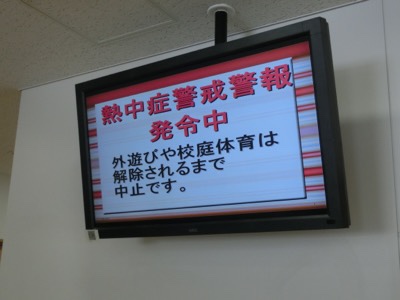 熱中症警戒警報
発令中
外遊びや校庭体育は
解除されるまで
中止です。